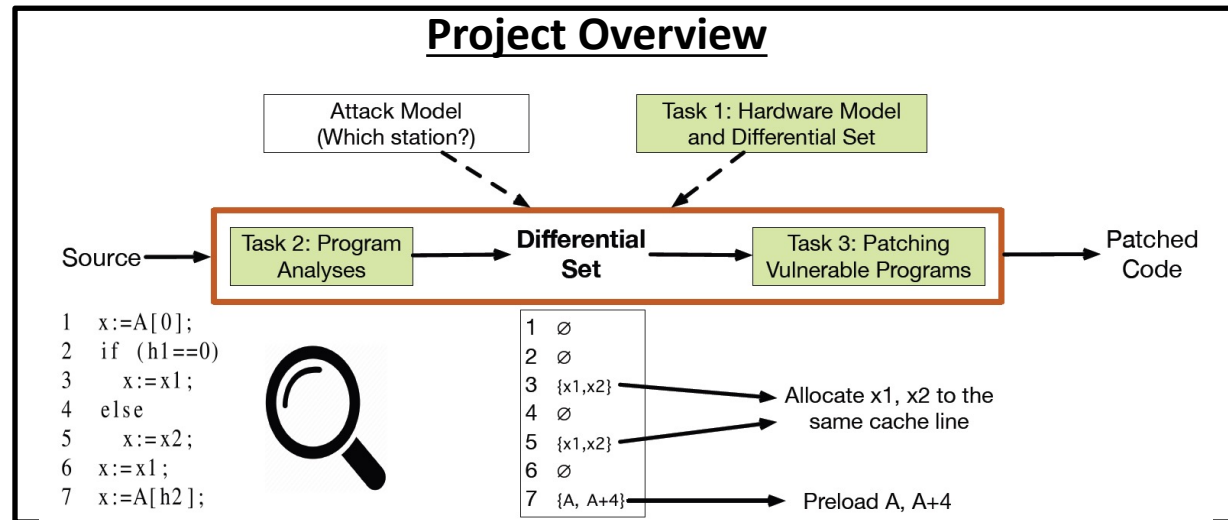 Project Overview
Attack Model
(Which station?)
Task 1: Hardware Model
and Differential Set
Source
Task 2: Program
Analyses
Differential
Set
Task 3: Patching
Vulnerable Programs
Patched
Code
1 x:=A[0];
2 if (h1==0)
3 x:=x1;
4 else
5 x:=x2;
6 x:=x1;
7 x:=A[h2];
1 ∅
2 ∅
3 {x1,x2}
4 ∅
5 {x1,x2}
6 ∅
7 {A, A+4}
Allocate x1, x2 to the
same cache line
Preload A, A+4